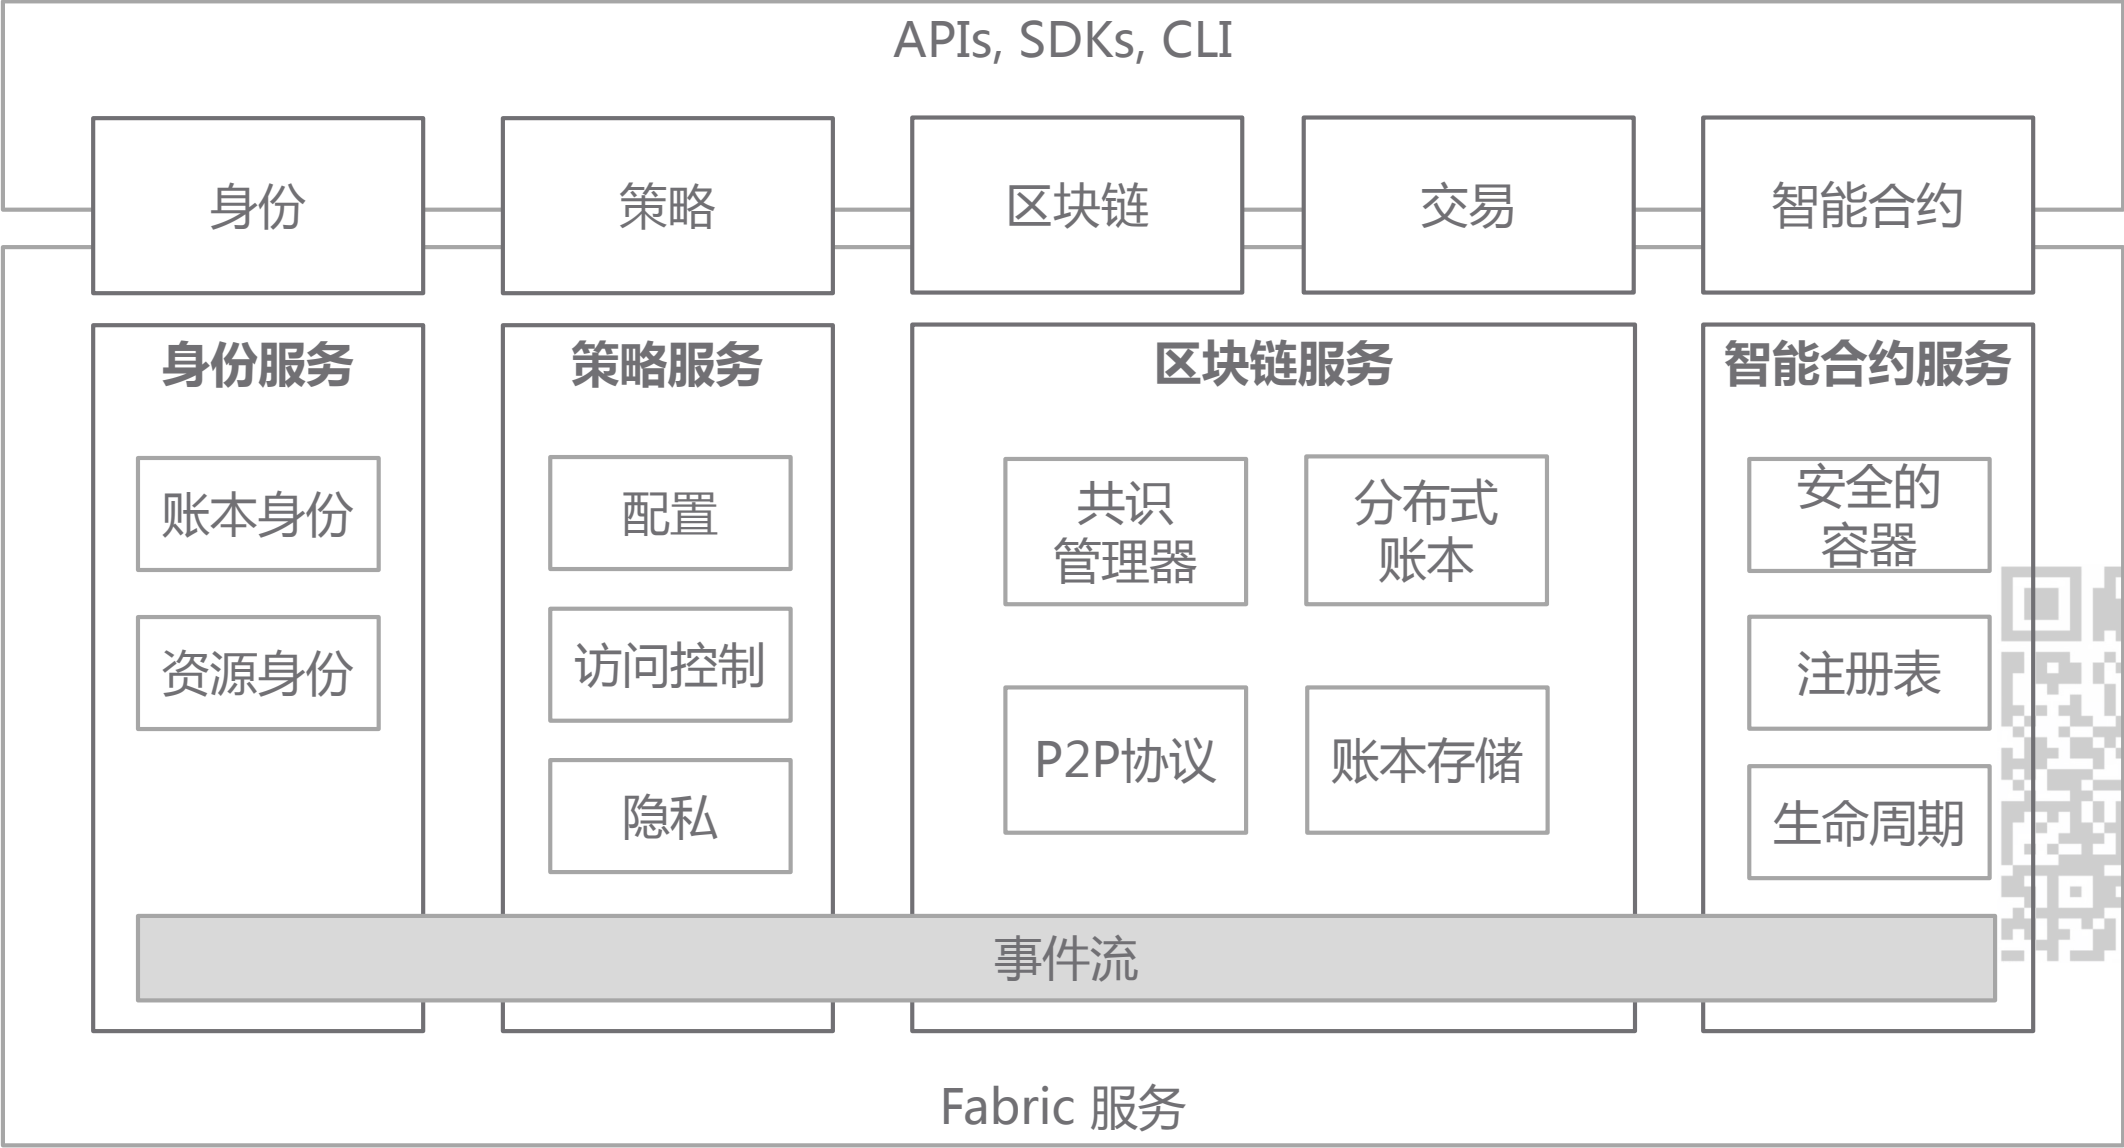 APIs, SDKs, CLI
身份
策略
区块链
交易
智能合约
身份服务
账本身份
资源身份
策略服务
配置
访问控制
隐私
区块链服务
共识
管理器
分布式
账本
P2P协议
账本存储
智能合约服务
安全的
容器
注册表
生命周期
事件流
Fabric 服务